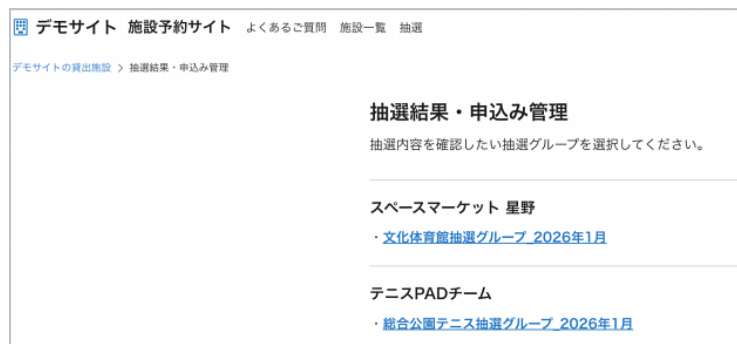 デモサイト 施設予約サイト よくあるご質問 施設一覧 抽選
デモサイトの貸出施設 > 抽選結果・申込み管理
抽選結果・申込み管理
抽選内容を確認したい抽選グループを選択してください。
スペースマーケット 星野
・文化体育館抽選グループ_2026年1月
テニスPADチーム
・総合公園テニス抽選グループ_2026年1月